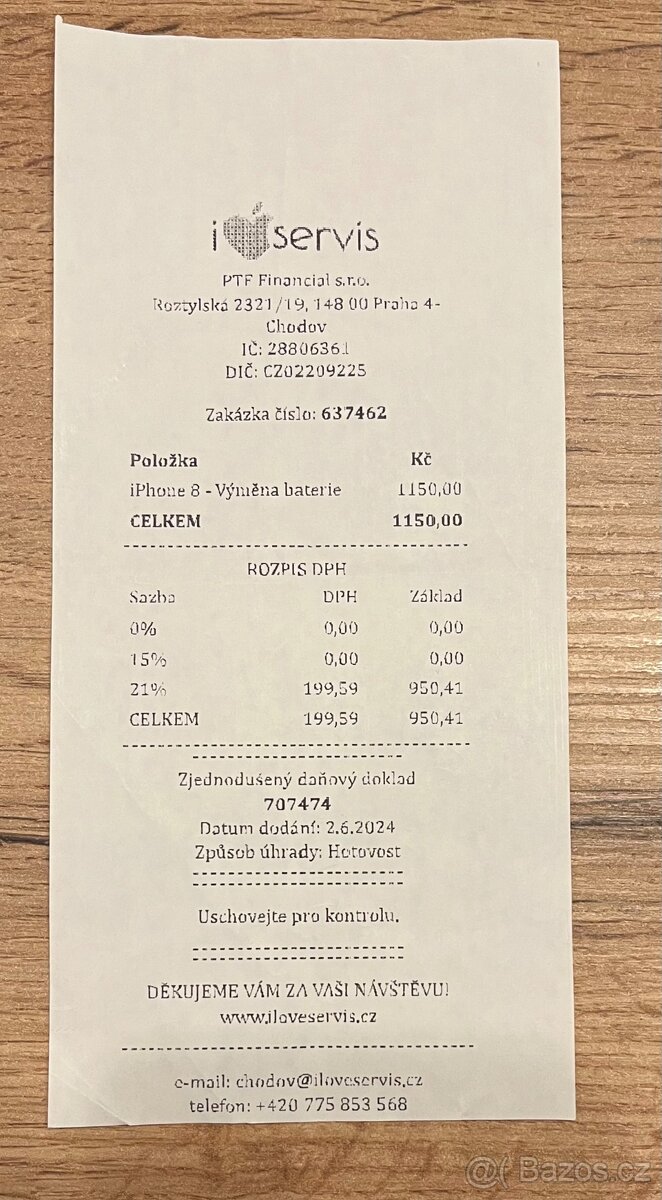 i servis
PTF Financial s.r.o.
Roztylská 2321/19, 148 00 Praha 4-
Chodov
IČ: 28806361
DIČ: CZ02209225
Zakázka číslo: 637462
Položka Kč
iPhone 8 - Výměna baterie 1150,00
CELKEM 1150,00
ROZPIS DPH
Sazba DPH Základ
0% 0,00 0,00
15% 0,00 0,00
21% 199,59 950,41
CELKEM 199,59 950,41
Zjednodušený daňový doklad
707474
Datum dodání: 2.6.2024
Způsob úhrady: Hotovost
Uschovejte pro kontrolu.
DĚKUJEME VÁM ZA VAŠI NÁVŠTĚVU!
www.iloveservis.cz
e-mail: chodov@iloveservis.cz
telefon: +420 775 853 568
Bazos.cz